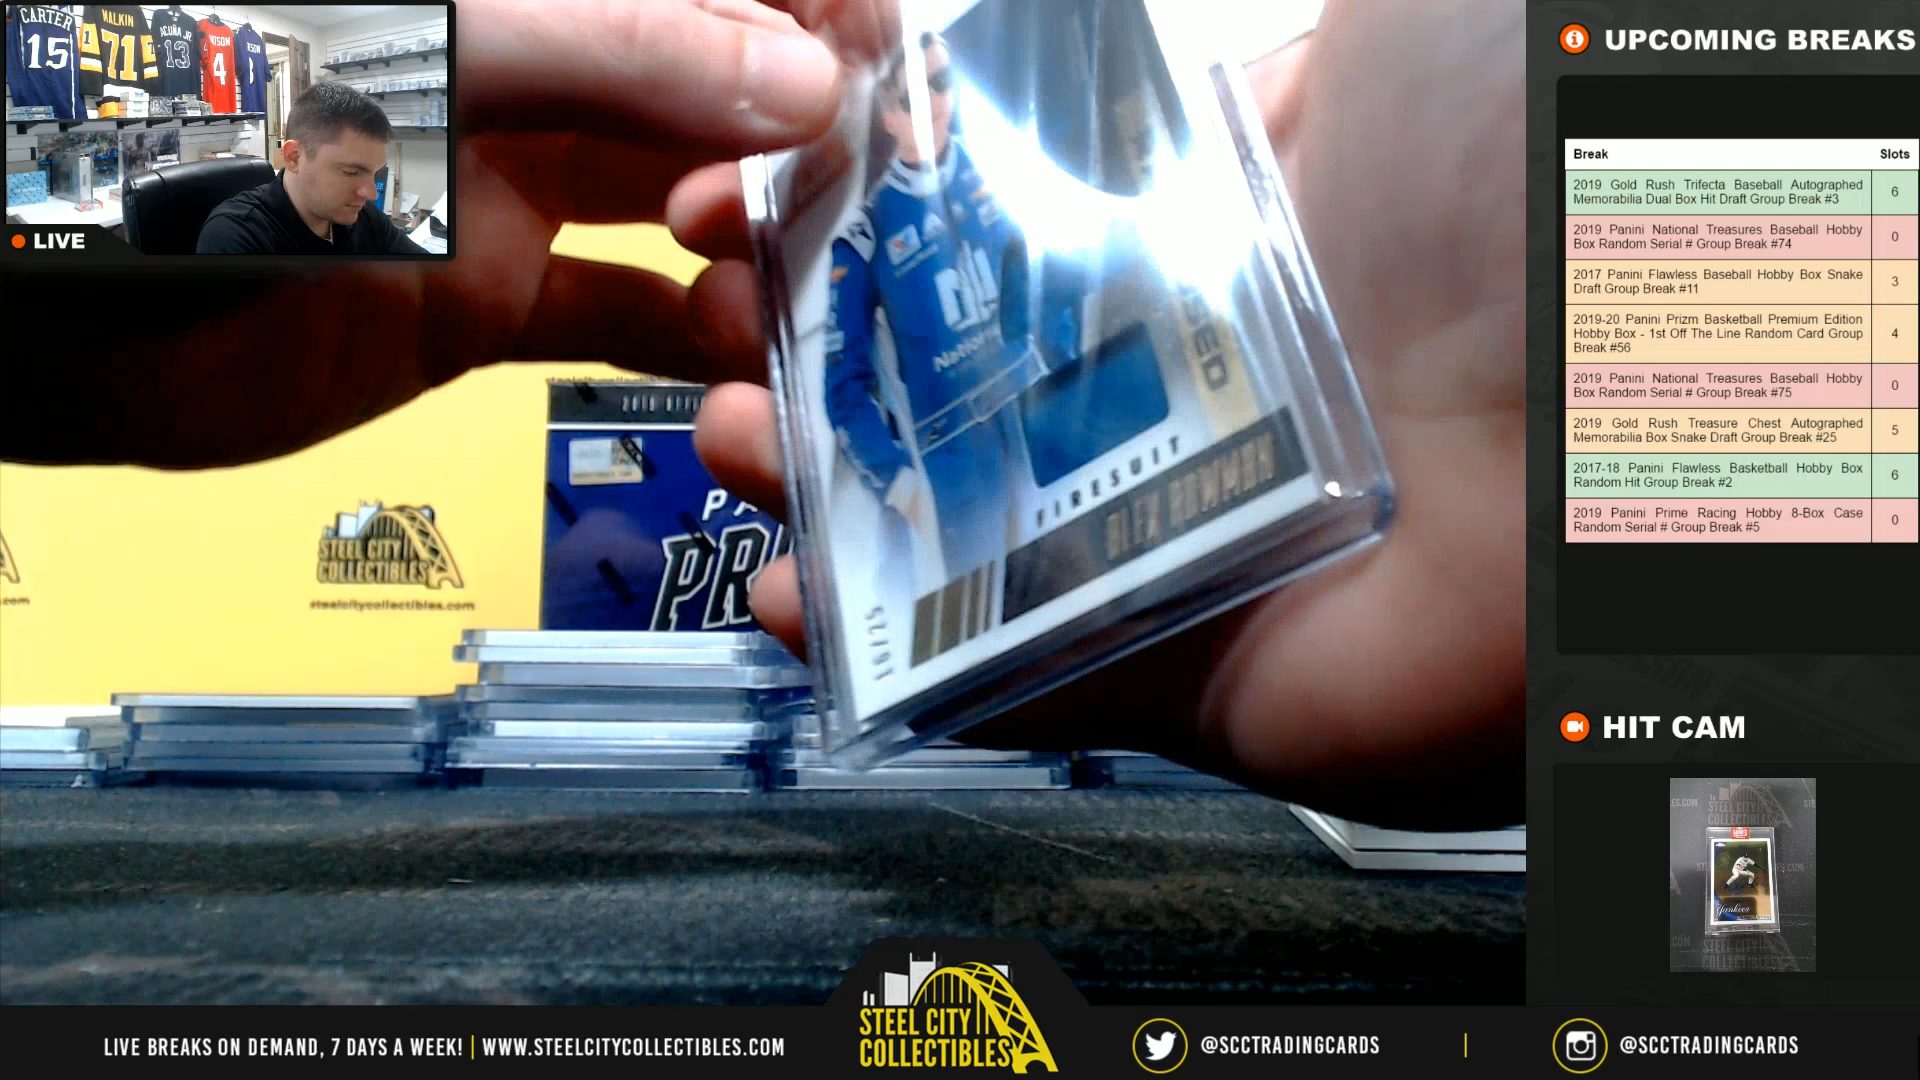 CARTER
15
MALKIN
71
ACUÑA JR
13
4
LIVE
UPCOMING BREAKS
Break Slots
2019 Gold Rush Trifecta Baseball Autographed
Memorabilia Dual Box Hit Draft Group Break #3
6
2019 Panini National Treasures Baseball Hobby
Box Random Serial # Group Break #74
0
2017 Panini Flawless Baseball Hobby Box Snake
Draft Group Break #11
3
2019-20 Panini Prizm Basketball Premium Edition
Hobby Box - 1st Off The Line Random Card Group
Break #56
4
2019 Panini National Treasures Baseball Hobby
Box Random Serial # Group Break #75
0
2019 Gold Rush Treasure Chest Autographed
Memorabilia Box Snake Draft Group Break #25
5
2017-18 Panini Flawless Basketball Hobby Box
Random Hit Group Break #2
6
2019 Panini Prime Racing Hobby 8-Box Case
Random Serial # Group Break #5
0
SED
FIRESUIT
ALEX BOWMAN
16/25
PA
PRI
STEEL CITY
COLLECTIBLES
steelcitycollectibles.com
HIT CAM
STEEL CITY
COLLECTIBLES
Yankees
LIVE BREAKS ON DEMAND, 7 DAYS A WEEK! | WWW.STEELCITYCOLLECTIBLES.COM
STEEL CITY
COLLECTIBLES
@SCCTRADINGCARDS
@SCCTRADINGCARDS